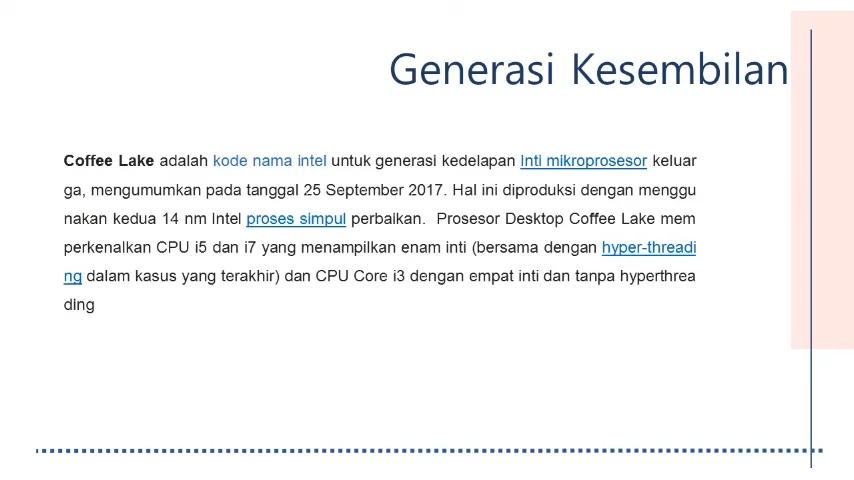 Generasi Kesembilan
Coffee Lake adalah kode nama intel untuk generasi kedelapan Inti mikroprosesor keluar
ga, mengumumkan pada tanggal 25 September 2017. Hal ini diproduksi dengan menggu
nakan kedua 14 nm Intel proses simpul perbaikan.  Prosesor Desktop Coffee Lake mem
perkenalkan CPU i5 dan i7 yang menampilkan enam inti (bersama dengan hyper-threadi
ng dalam kasus yang terakhir) dan CPU Core i3 dengan empat inti dan tanpa hyperthrea
ding